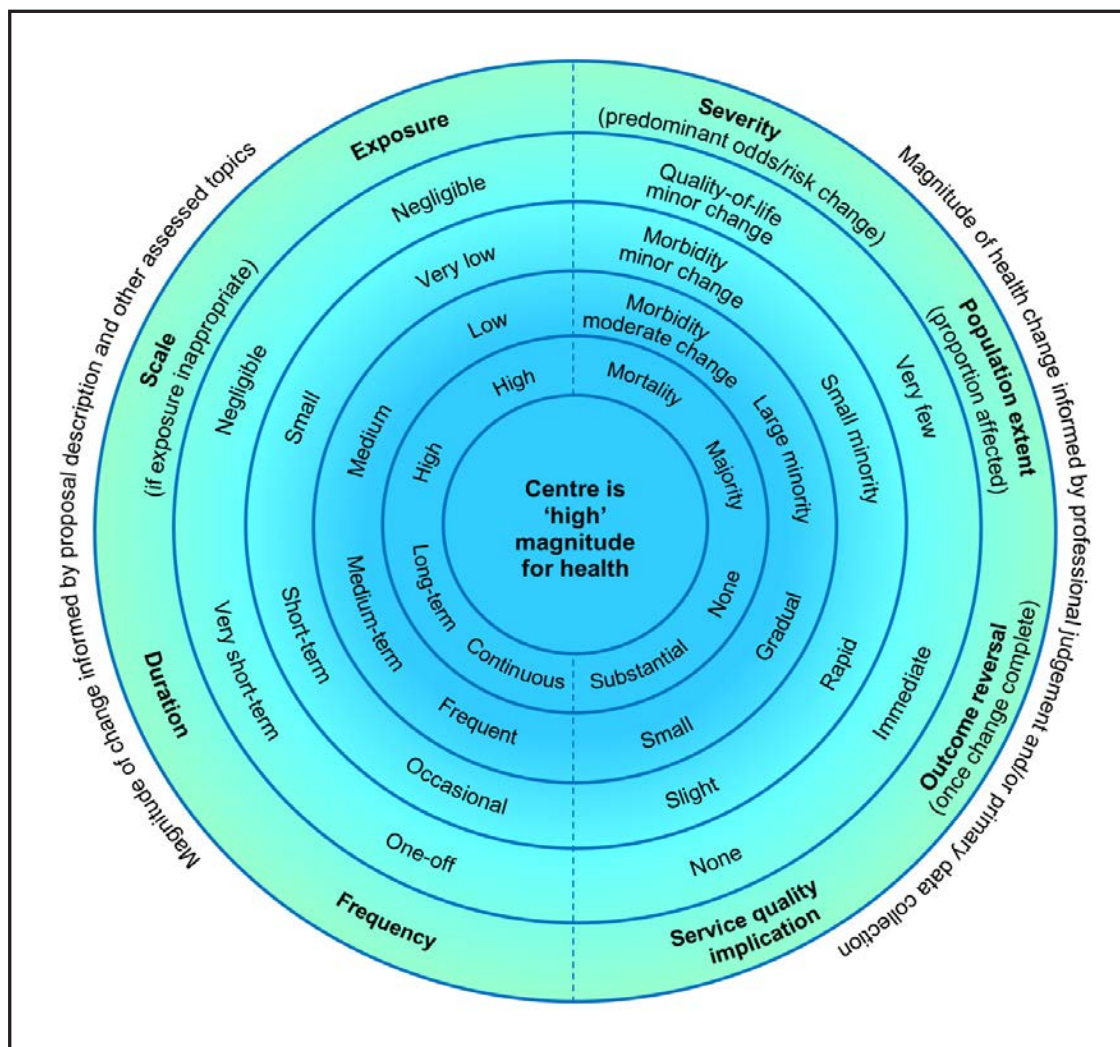 Magnitude of change informed by proposal description and other assessed topics
Magnitude of health change informed by professional judgement and/or primary data collection
Exposure
Negligible
Very low
Low
High
Scale
(if exposure inappropriate)
Negligible
Small
Medium
High
Duration
Very short-term
Short-term
Medium-term
Long-term
Frequency
One-off
Occasional
Frequent
Continuous
Severity
(predominant odds/risk change)
Quality-of-life
minor change
Morbidity
minor change
Morbidity
moderate change
Mortality
Population extent
(proportion affected)
Very few
Small minority
Large minority
Majority
Outcome reversal
(once change complete)
Immediate
Rapid
Gradual
None
Service quality
implication
None
Slight
Small
Substantial
Centre is
‘high’
magnitude
for health